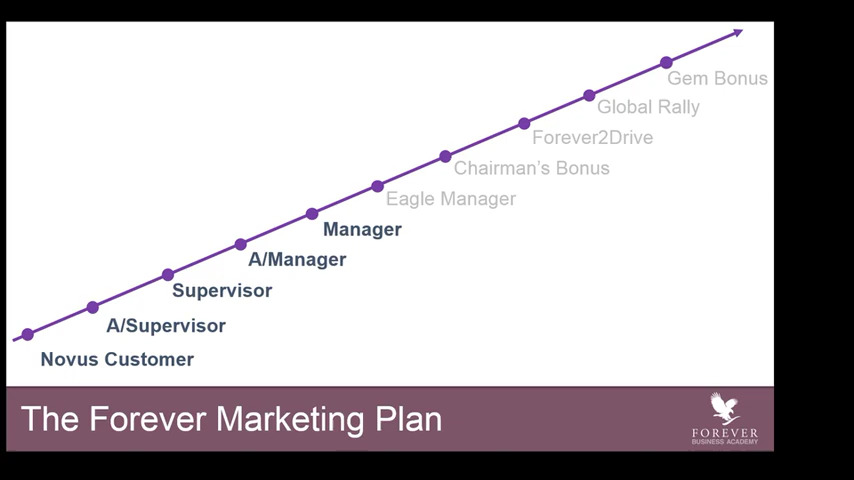 Gem Bonus
Global Rally
Forever2Drive
Chairman's Bonus
Eagle Manager
Manager
A/Manager
Supervisor
A/Supervisor
Novus Customer
The Forever Marketing Plan
FOREVER
BUSINESS ACADEMY